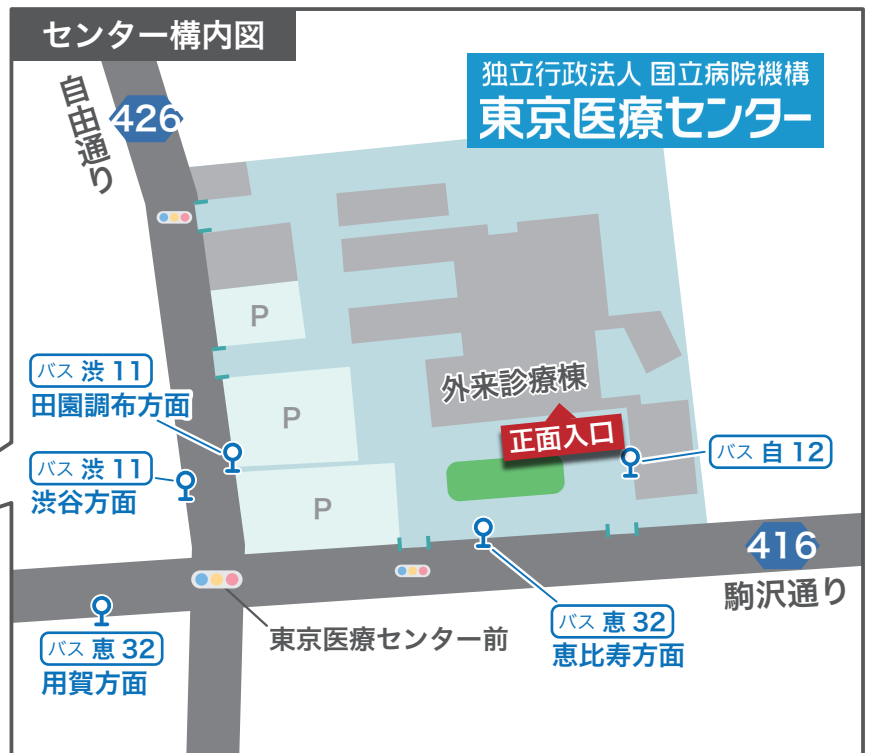 センター構内図
独立行政法人 国立病院機構
東京医療センター
自由通り
426
P
P
P
外来診療棟
正面入口
バス 渋 11
田園調布方面
バス 渋 11
渋谷方面
バス 自 12
416
駒沢通り
東京医療センター前
バス 恵 32
恵比寿方面
バス 恵 32
用賀方面